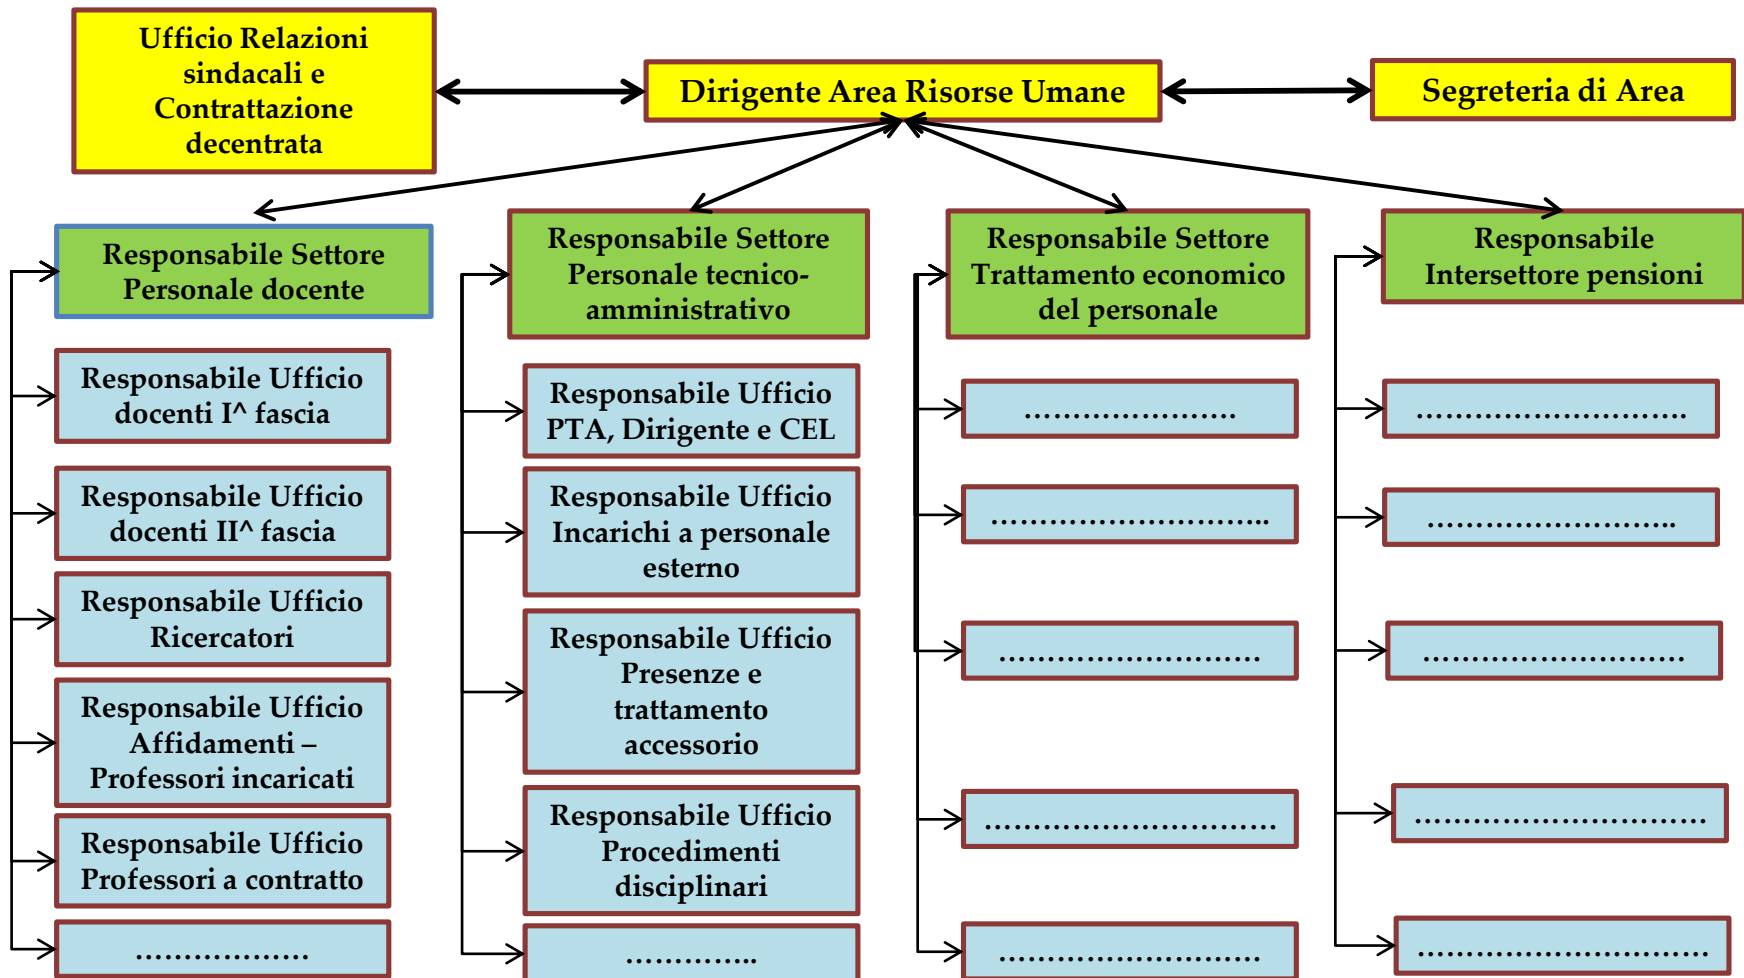 Ufficio Relazioni
sindacali e
Contrattazione
decentrata
Dirigente Area Risorse Umane
Segreteria di Area
Responsabile Settore
Personale docente
Responsabile Ufficio
docenti I^ fascia
Responsabile Ufficio
docenti II^ fascia
Responsabile Ufficio
Ricercatori
Responsabile Ufficio
Affidamenti –
Professori incaricati
Responsabile Ufficio
Professori a contratto
………………
Responsabile Settore
Personale tecnico-
amministrativo
Responsabile Ufficio
PTA, Dirigente e CEL
Responsabile Ufficio
Incarichi a personale
esterno
Responsabile Ufficio
Presenze e
trattamento
accessorio
Responsabile Ufficio
Procedimenti
disciplinari
…………..
Responsabile Settore
Trattamento economico
del personale
………………….
……………………...
………………………
…………………………
………………………
Responsabile
Intersettore pensioni
……………………….
……………………..
………………………
…………………………
…………………………